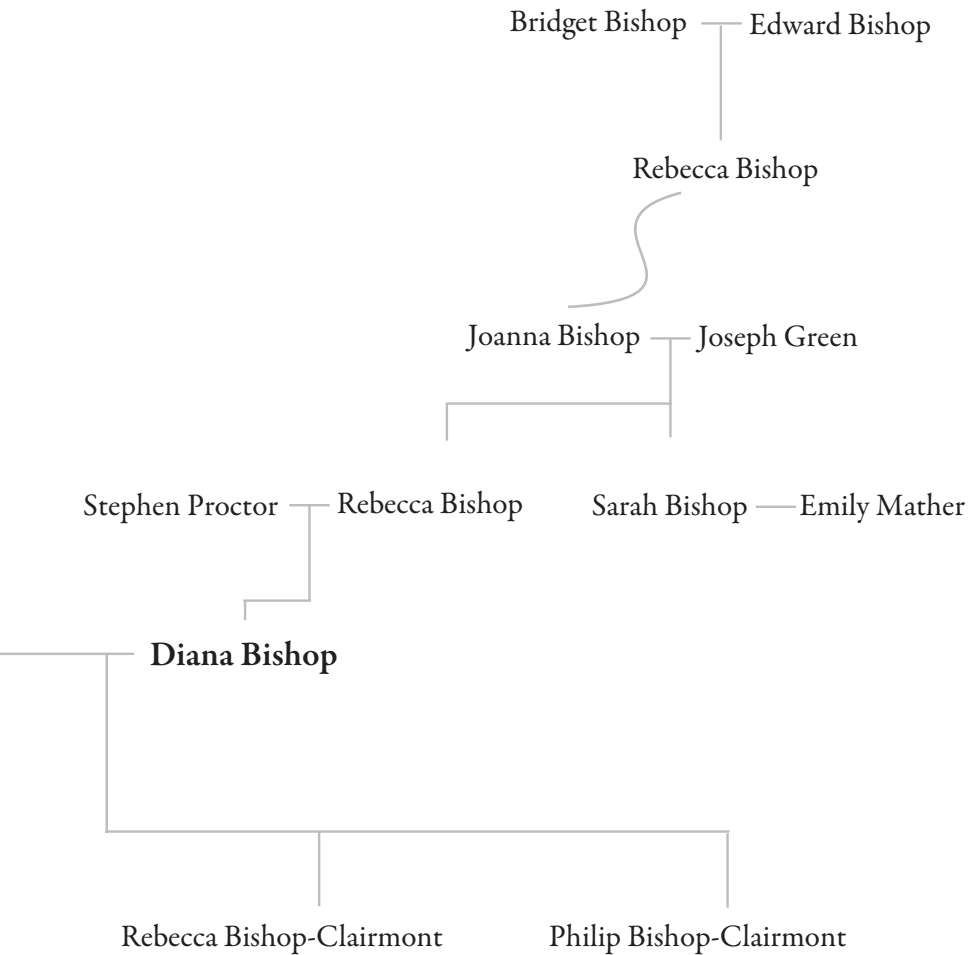 Bridget Bishop Edward Bishop
Rebecca Bishop
Joanna Bishop Joseph Green
Stephen Proctor Rebecca Bishop Sarah Bishop Emily Mather
Diana Bishop
Rebecca Bishop-Clairmont Philip Bishop-Clairmont